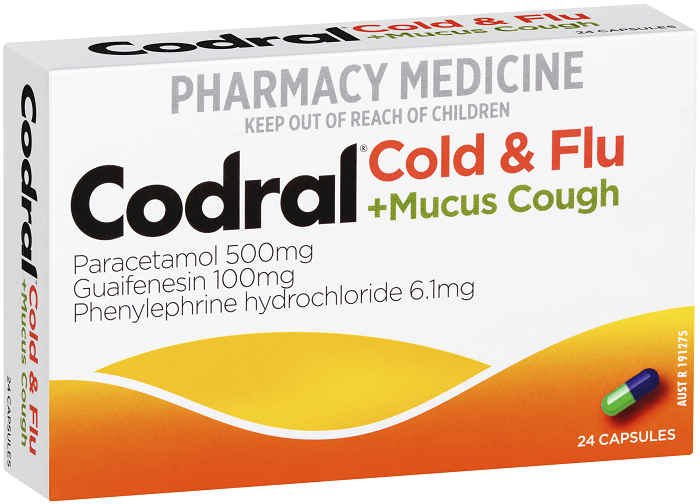 Codral Cold & Flu
+Mucus Cough
24 CAPSULES
PHARMACY MEDICINE
KEEP OUT OF REACH OF CHILDREN
Codral® Cold & Flu
+Mucus Cough
Paracetamol 500mg
Guaifenesin 100mg
Phenylephrine hydrochloride 6.1mg
AUST R 191275
24 CAPSULES
Codral Cold & Flu
+Mucus Cough
24 CAPSULES